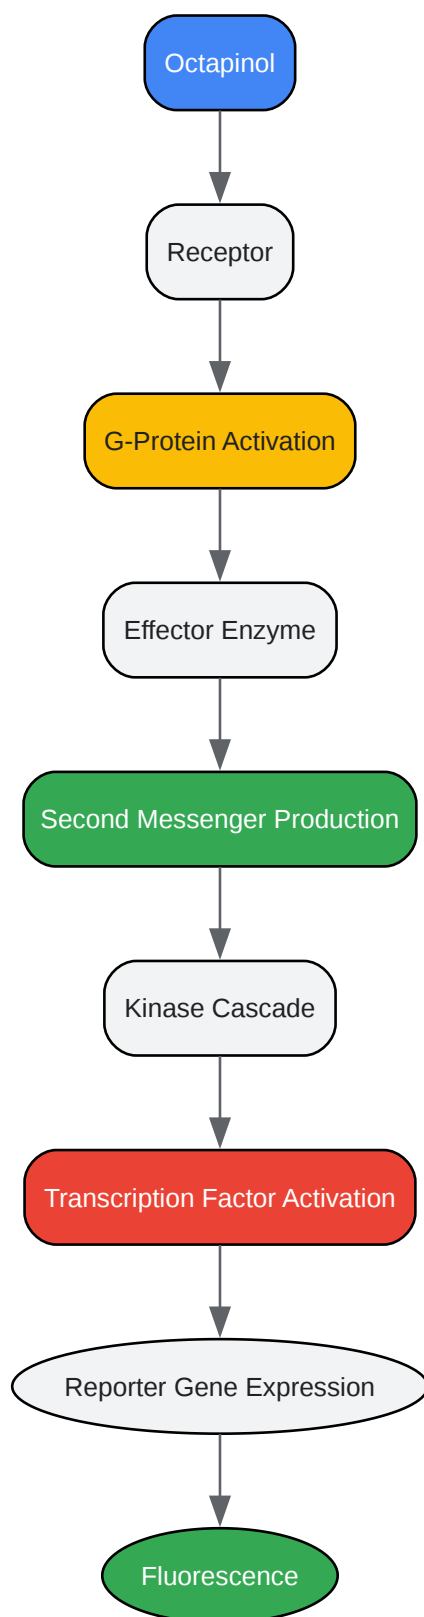 Octapinol
Receptor
G-Protein Activation
Effector Enzyme
Second Messenger Production
Kinase Cascade
Transcription Factor Activation
Reporter Gene Expression
Fluorescence